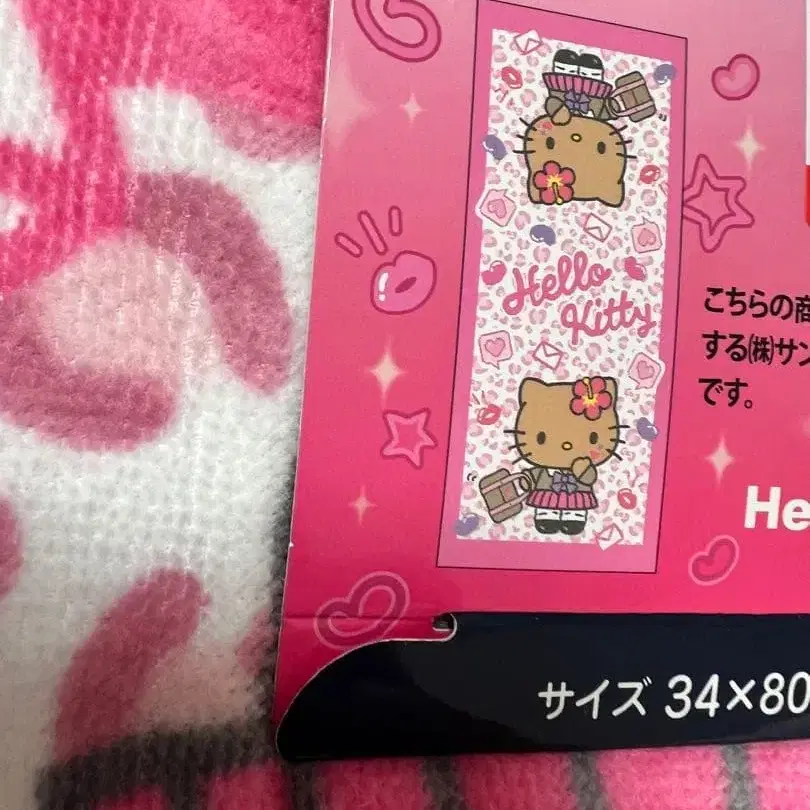 Hello
Kitty
こちらの商
する㈱サン
です。
He
サイズ 34×80